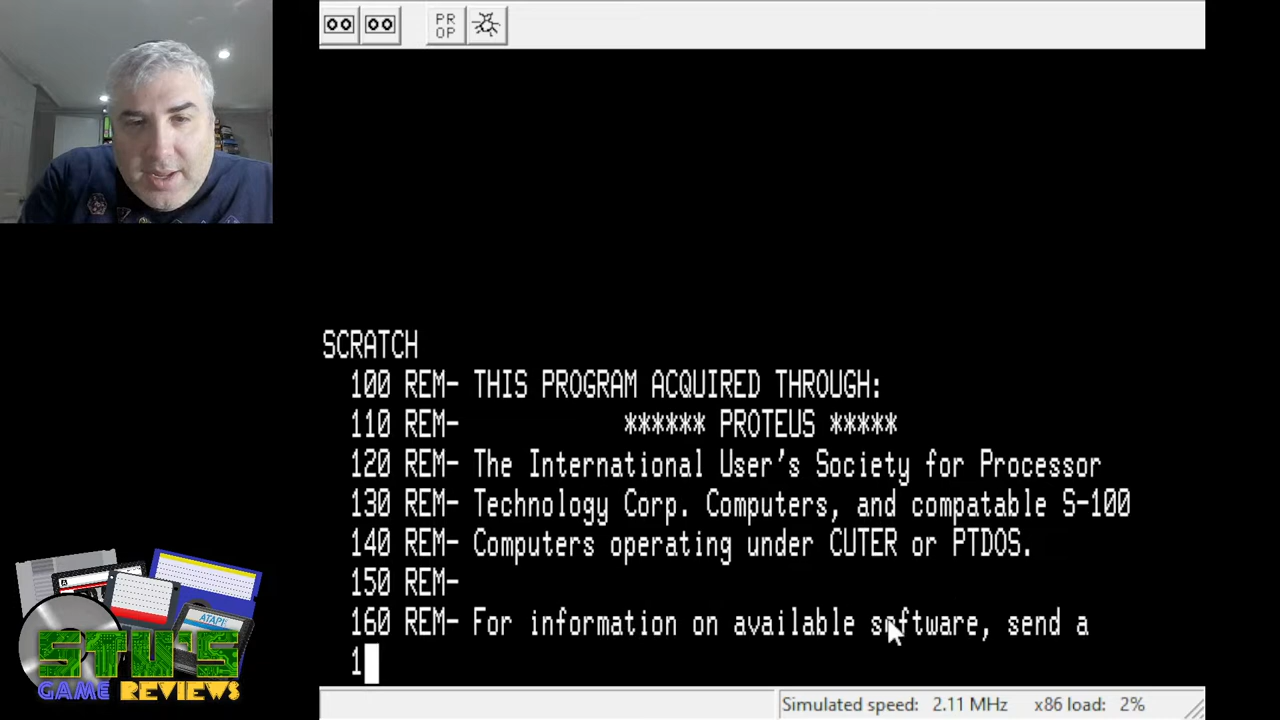 PR
OP
SCRATCH
100 REM- THIS PROGRAM ACQUIRED THROUGH:
110 REM- ****** PROTEUS *****
120 REM- The International User's Society for Processor
130 REM- Technology Corp. Computers, and compatable S-100
140 REM- Computers operating under CUTER or PTDOS.
150 REM-
160 REM- For information on available software, send a
1
ATARI
STU'S
GAME REVIEWS
Simulated speed: 2.11 MHz x86 load: 2%